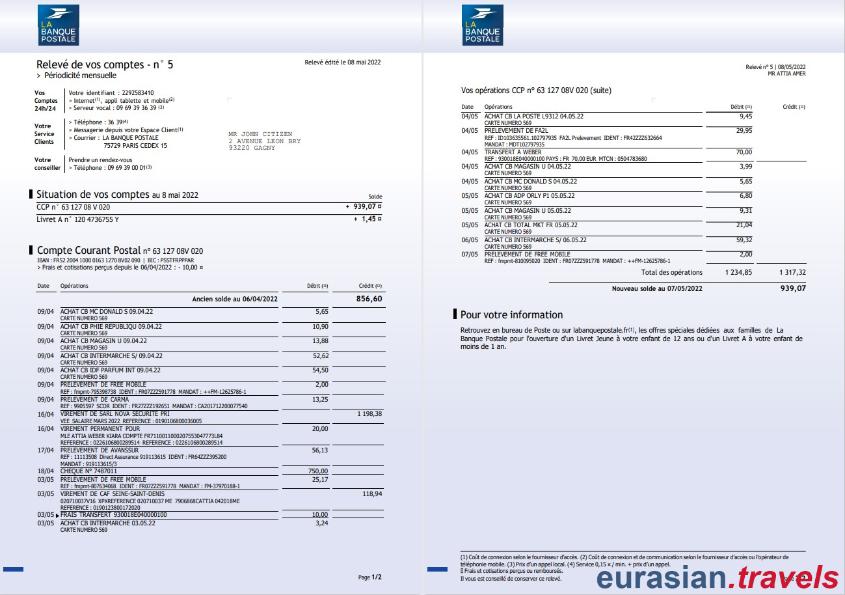 LA
BANQUE
POSTALE
Relevé de vos comptes - n° 5
> Périodicité mensuelle
Relevé édité le 08 mai 2022
Vos
Comptes
24h/24
Votre identifiant : 2292583410
> Internet(1), appli tablette et mobile(2)
> Serveur vocal : 09 69 39 36 39 (3)
Votre
Service
Clients
> Téléphone : 36 39(4)
> Messagerie depuis votre Espace Client(1)
> Courrier : LA BANQUE POSTALE
75729 PARIS CEDEX 15
MR JOHN CITIZEN
2 AVENUE LEON BRY
93220 GAGNY
Votre
conseiller
Prendre un rendez-vous
> Téléphone : 09 69 39 00 01(3)
Situation de vos comptes au 8 mai 2022
Solde
CCP n° 63 127 08 V 020 + 939,07 ¤
Livret A n° 120 4736755 Y + 1,45 ¤
Compte Courant Postal n° 63 127 08V 020
IBAN : FR52 2004 1000 0163 1270 8V02 090 | BIC : PSSTFRPPPAR
> Frais et cotisations perçus depuis le 06/04/2022 : - 10,00 ¤
Date Opérations Débit (¤) Crédit (¤)
Ancien solde au 06/04/2022 856,60
09/04 ACHAT CB MC DONALD S 09.04.22 5,65
CARTE NUMERO 569
09/04 ACHAT CB PHIE REPUBLIQU 09.04.22 10,90
CARTE NUMERO 569
09/04 ACHAT CB MAGASIN U 09.04.22 13,88
CARTE NUMERO 569
09/04 ACHAT CB INTERMARCHE S/ 09.04.22 52,62
CARTE NUMERO 569
09/04 ACHAT CB IDF PARFUM INT 09.04.22 54,50
CARTE NUMERO 569
09/04 PRELEVEMENT DE FREE MOBILE 2,00
REF : fmpmt-795398738 IDENT : FR07ZZZ591778 MANDAT : ++FM-12625786-1
09/04 PRELEVEMENT DE CARMA 13,25
REF : 9905597 SCOR IDENT : FR27ZZZ192651 MANDAT : CA201712200077540
16/04 VIREMENT DE SARL NOVA SECURITE PRI 1 198,38
VEE SALAIRE MARS 2022 REFERENCE : 0190106800036005
16/04 VIREMENT PERMANENT POUR 20,00
MLE ATTIA WEBER KIARA COMPTE FR7110011000207553047773L84
REFERENCE : 0226106800289514 REFERENCE : 0226106800289514
17/04 PRELEVEMENT DE AVANSSUR 56,13
REF : 11113508 Direct Assurance 919113615 IDENT : FR64ZZZ395200
MANDAT : 919113615/3
18/04 CHEQUE N° 7487011 750,00
03/05 PRELEVEMENT DE FREE MOBILE 25,17
REF : fmpmt-807634068 IDENT : FR07ZZZ591778 MANDAT : FM-37970168-1
03/05 VIREMENT DE CAF SEINE-SAINT-DENIS 118,94
020710037V16 XPXREFERENCE 020710037 ME 7906868CATTIA 042018ME
REFERENCE : 0190123800172020
03/05 FRAIS TRANSFERT 930018E040000100 10,00
03/05 ACHAT CB INTERMARCHE 03.05.22 3,24
CARTE NUMERO 569
Page 1/2
LA
BANQUE
POSTALE
Relevé n° 5 | 08/05/2022
MR ATTIA AMER
Vos opérations CCP n° 63 127 08V 020 (suite)
Date Opérations Débit (¤) Crédit (¤)
04/05 ACHAT CB LA POSTE L9312 04.05.22 9,45
CARTE NUMERO 569
04/05 PRELEVEMENT DE FA2L 29,95
REF : ID103635561.102797935 FA2L Prelevement IDENT : FR42ZZZ632664
MANDAT : MDT102797935
04/05 TRANSFERT A WEBER 70,00
REF : 930018E040000100 PAYS : FR 70,00 EUR MTCN : 0504783680
04/05 ACHAT CB MAGASIN U 04.05.22 3,99
CARTE NUMERO 569
04/05 ACHAT CB MC DONALD S 04.05.22 5,65
CARTE NUMERO 569
05/05 ACHAT CB ADP ORLY P1 05.05.22 6,80
CARTE NUMERO 569
05/05 ACHAT CB MAGASIN U 05.05.22 9,31
CARTE NUMERO 569
05/05 ACHAT CB TOTAL MKT FR 05.05.22 21,04
CARTE NUMERO 569
06/05 ACHAT CB INTERMARCHE S/ 06.05.22 59,32
CARTE NUMERO 569
07/05 PRELEVEMENT DE FREE MOBILE 2,00
REF : fmpmt-810095020 IDENT : FR07ZZZ591778 MANDAT : ++FM-12625786-1
Total des opérations 1 234,85 1 317,32
Nouveau solde au 07/05/2022 939,07
Pour votre information
Retrouvez en bureau de Poste ou sur labanquepostale.fr(1), les offres spéciales dédiées aux familles de La
Banque Postale pour l'ouverture d'un Livret Jeune à votre enfant de 12 ans ou d'un Livret A à votre enfant de
moins de 1 an.
(1) Coût de connexion selon le fournisseur d'accès. (2) Coût de connexion et de communication selon le fournisseur d'accès ou l'opérateur de
téléphonie mobile. (3) Prix d'un appel local. (4) Service 0,15 ¤ / min. + prix d'un appel.
Frais et cotisations perçus ou remboursés.
Il vous est conseillé de conserver ce relevé.
eurasian.travels